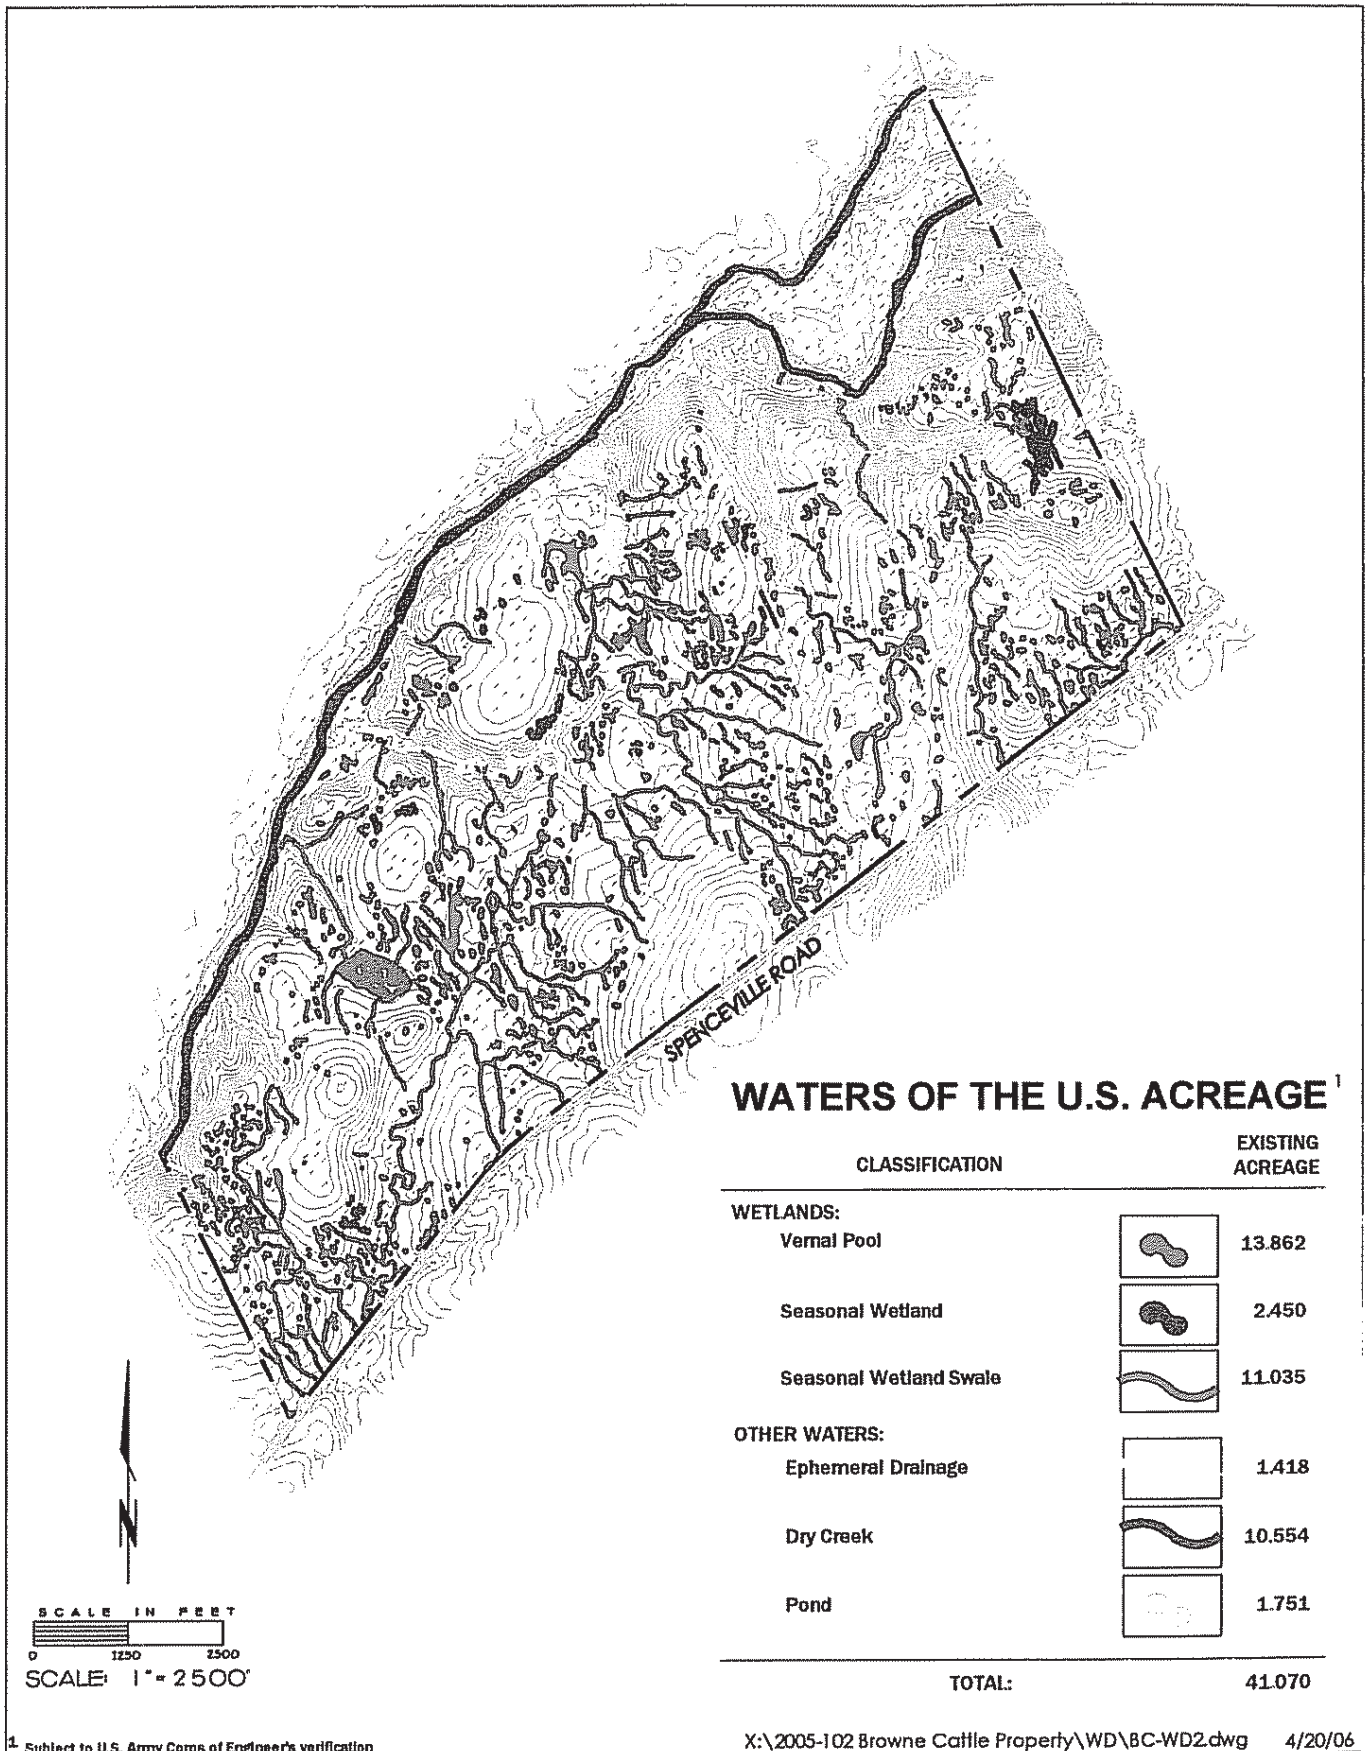 SPENCEVILLE ROAD
WATERS OF THE U.S. ACREAGE 1
CLASSIFICATION
EXISTING
ACREAGE
WETLANDS:
Vernal Pool 13.862
Seasonal Wetland 2.450
Seasonal Wetland Swale 11.035
OTHER WATERS:
Ephemeral Drainage 1.418
Dry Creek 10.554
Pond 1.751
TOTAL: 41.070
N
SCALE IN FEET
0 1250 2500
SCALE: 1"= 2500'
1 Subject to U.S. Army Corps of Engineer's verification
X:\2005-102 Browne Cattle Property\WD\BC-WD2.dwg 4/20/06